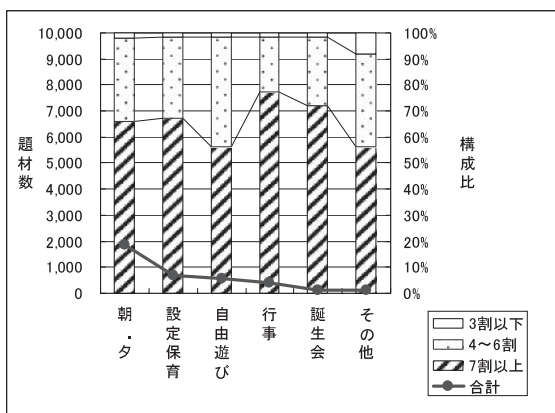 10,000
9,000
8,000
7,000
6,000
5,000
4,000
3,000
2,000
1,000
0
題材数
100%
90%
80%
70%
60%
50%
40%
30%
20%
10%
0%
構成比
朝・夕
設定保育
自由遊び
行事
誕生会
その他
3割以下
4～6割
7割以上
合計